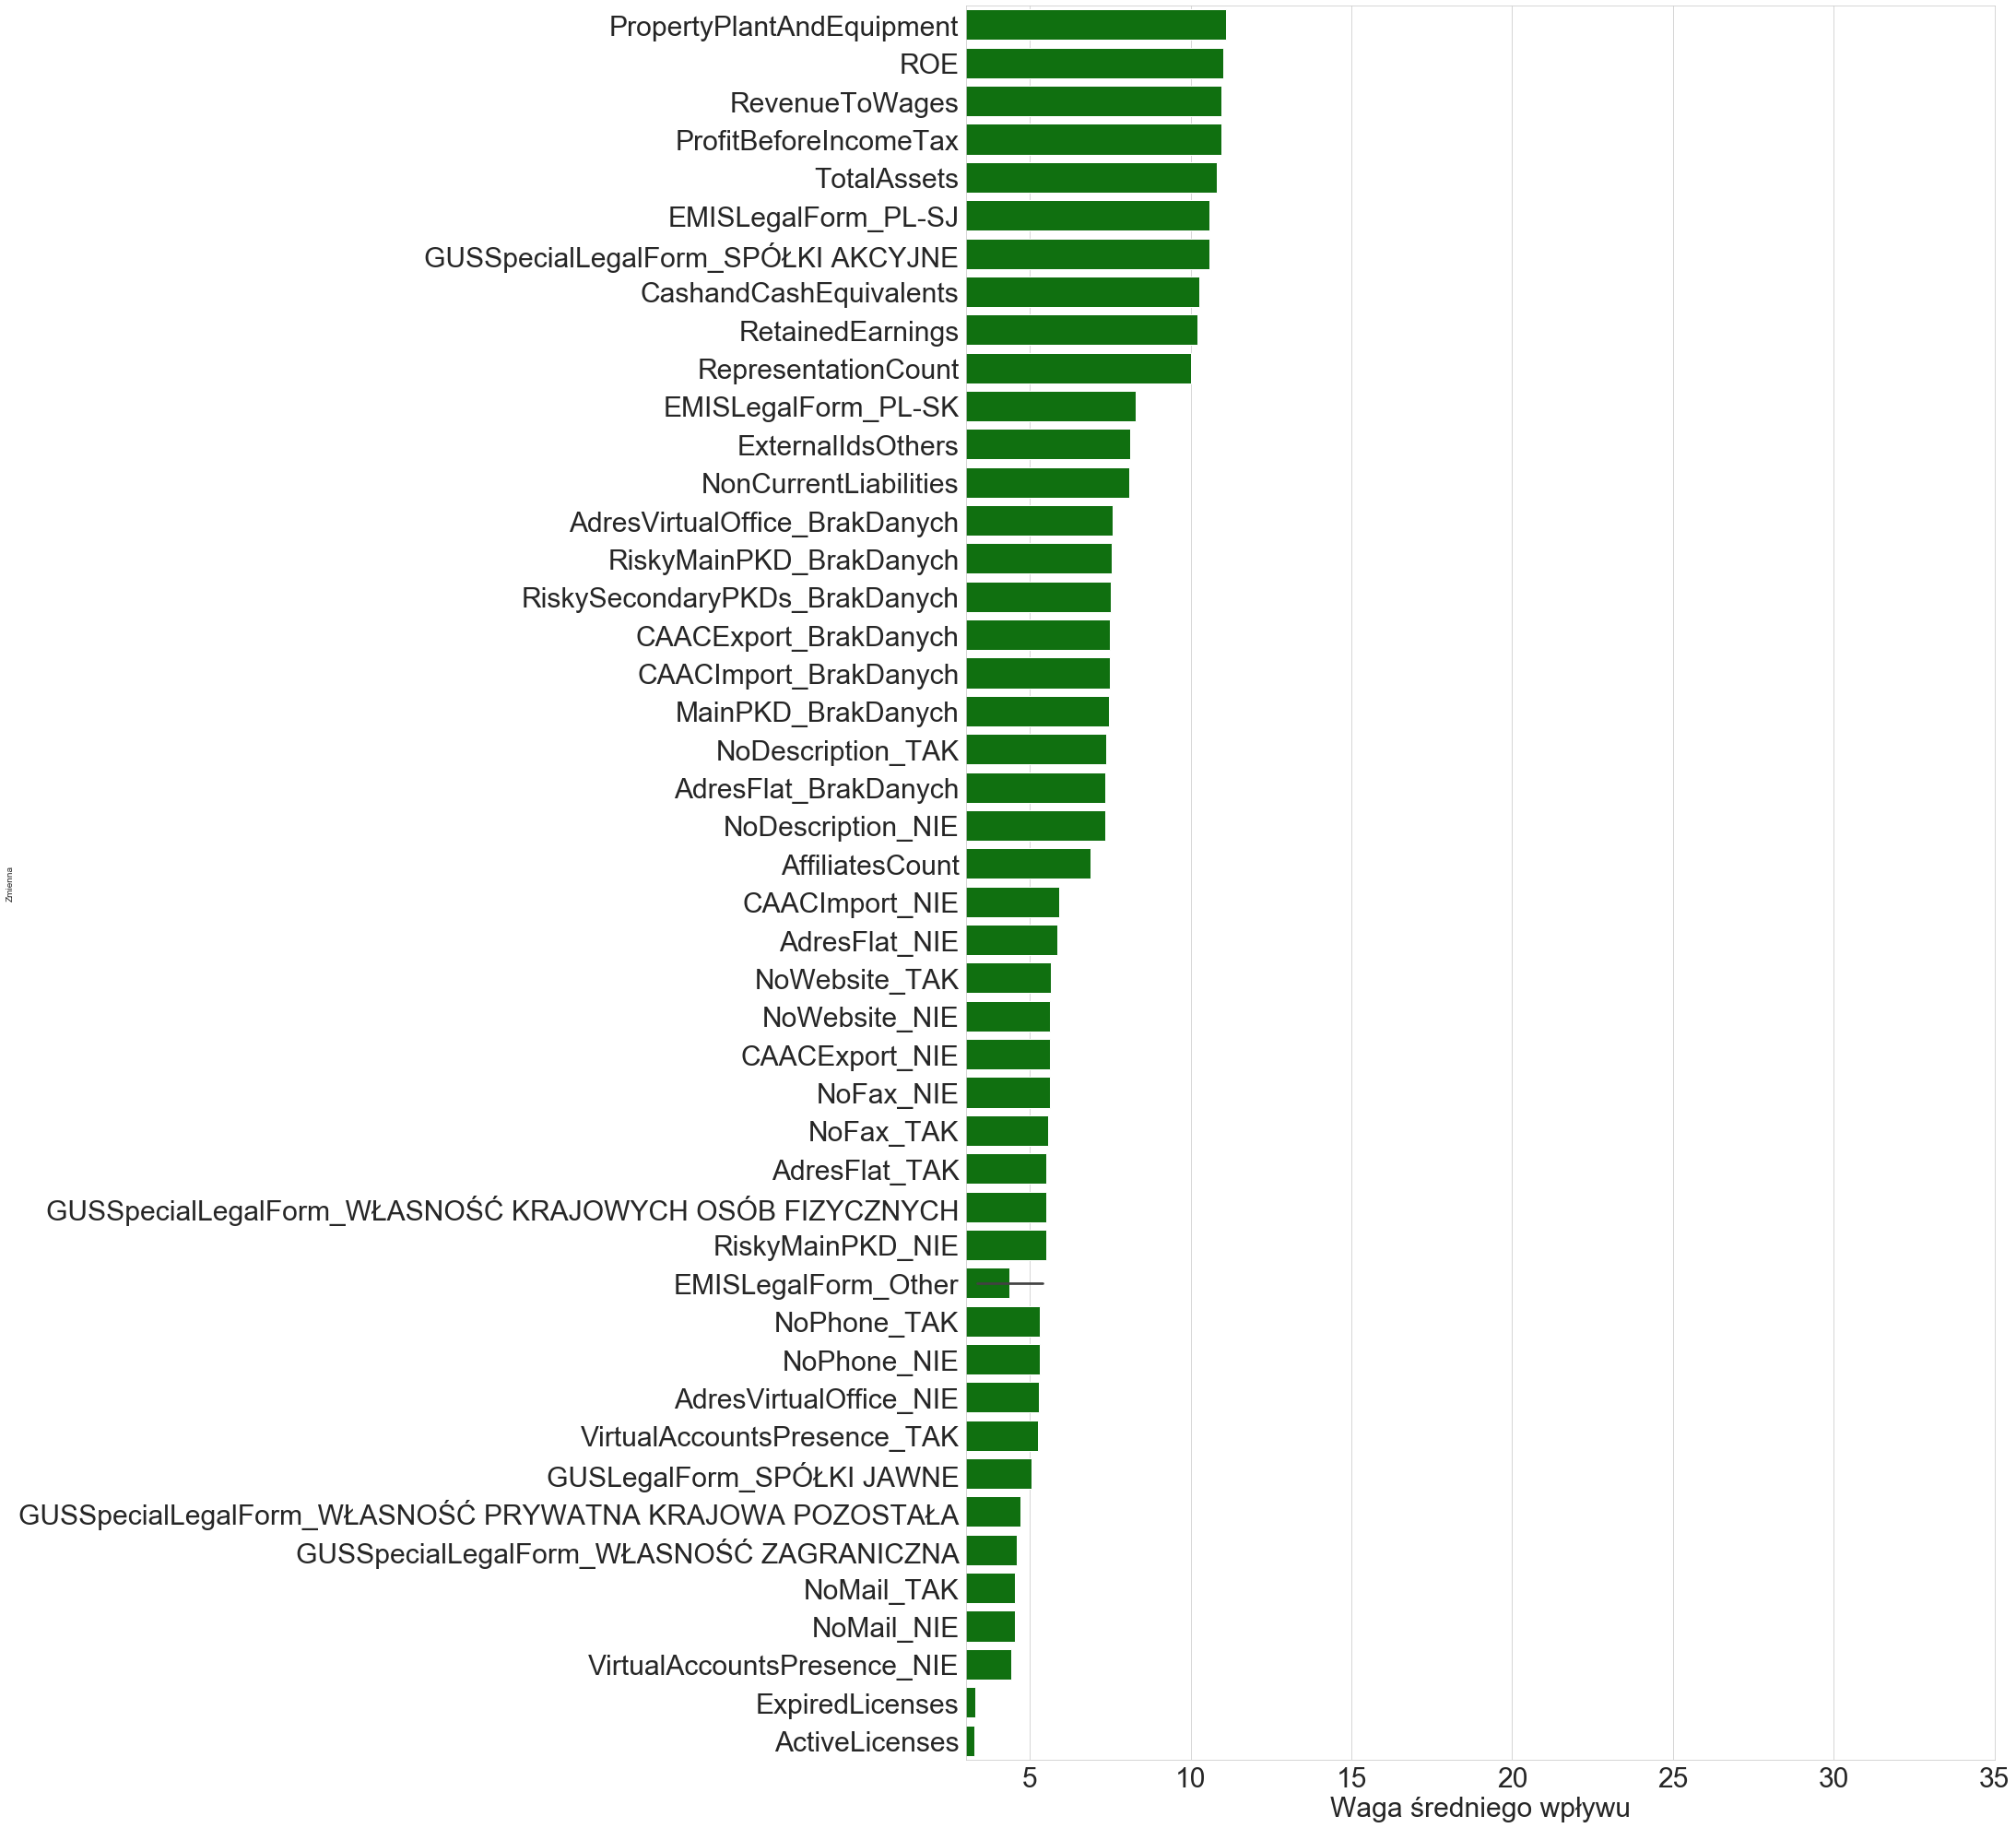 PropertyPlantAndEquipment
ROE
RevenueToWages
ProfitBeforeIncomeTax
TotalAssets
EMISLegalForm_PL-SJ
GUSSpecialLegalForm_SPÓŁKI AKCYJNE
CashandCashEquivalents
RetainedEarnings
RepresentationCount
EMISLegalForm_PL-SK
ExternalIdsOthers
NonCurrentLiabilities
AdresVirtualOffice_BrakDanych
RiskyMainPKD_BrakDanych
RiskySecondaryPKDs_BrakDanych
CAACExport_BrakDanych
CAACImport_BrakDanych
MainPKD_BrakDanych
NoDescription_TAK
AdresFlat_BrakDanych
NoDescription_NIE
AffiliatesCount
CAACImport_NIE
AdresFlat_NIE
NoWebsite_TAK
NoWebsite_NIE
CAACExport_NIE
NoFax_NIE
NoFax_TAK
AdresFlat_TAK
GUSSpecialLegalForm_WŁASNOŚĆ KRAJOWYCH OSÓB FIZYCZNYCH
RiskyMainPKD_NIE
EMISLegalForm_Other
NoPhone_TAK
NoPhone_NIE
AdresVirtualOffice_NIE
VirtualAccountsPresence_TAK
GUSLegalForm_SPÓŁKI JAWNE
GUSSpecialLegalForm_WŁASNOŚĆ PRYWATNA KRAJOWA POZOSTAŁA
GUSSpecialLegalForm_WŁASNOŚĆ ZAGRANICZNA
NoMail_TAK
NoMail_NIE
VirtualAccountsPresence_NIE
ExpiredLicenses
ActiveLicenses
Zmienna
5 10 15 20 25 30 35
Waga średniego wpływu